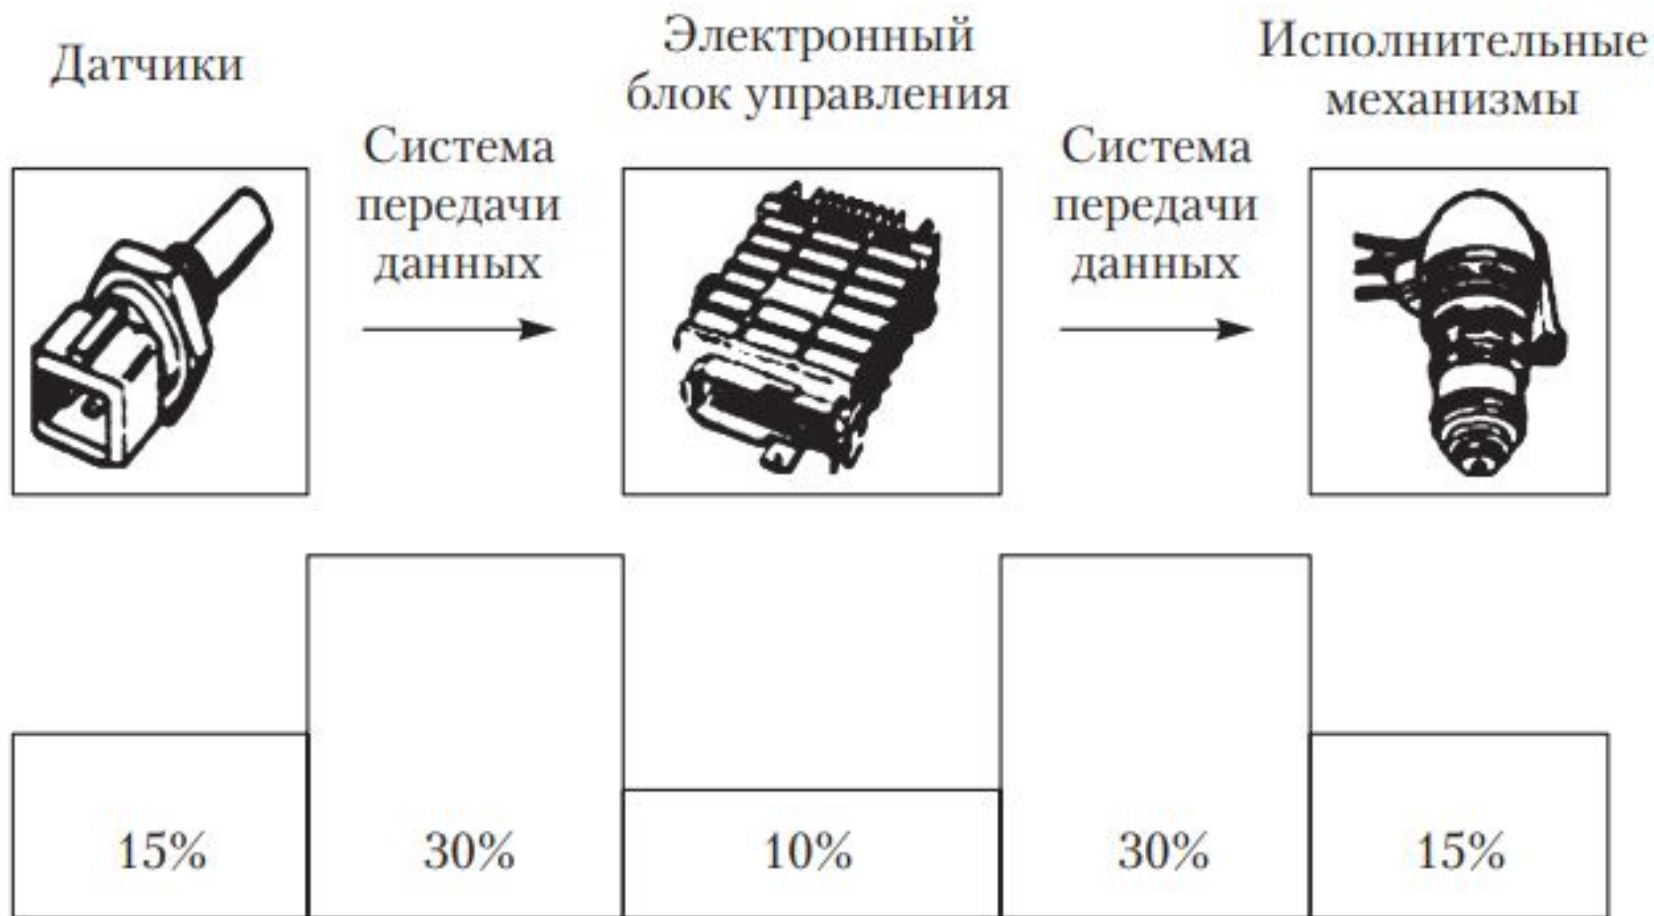 Датчики
Электронный
блок управления
Исполнительные
механизмы
Система
передачи
данных
Система
передачи
данных
15%
30%
10%
30%
15%